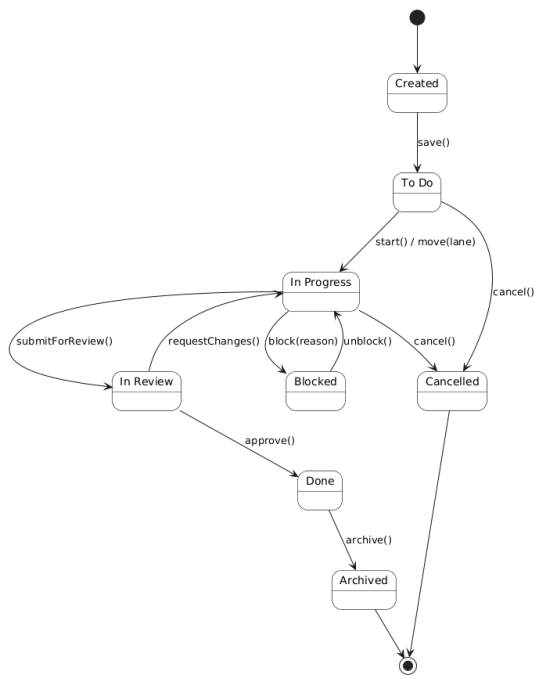 Created
save()
To Do
start() / move(lane)
cancel()
In Progress
submitForReview()
requestChanges()
block(reason)
unblock()
cancel()
In Review
Blocked
Cancelled
approve()
Done
archive()
Archived